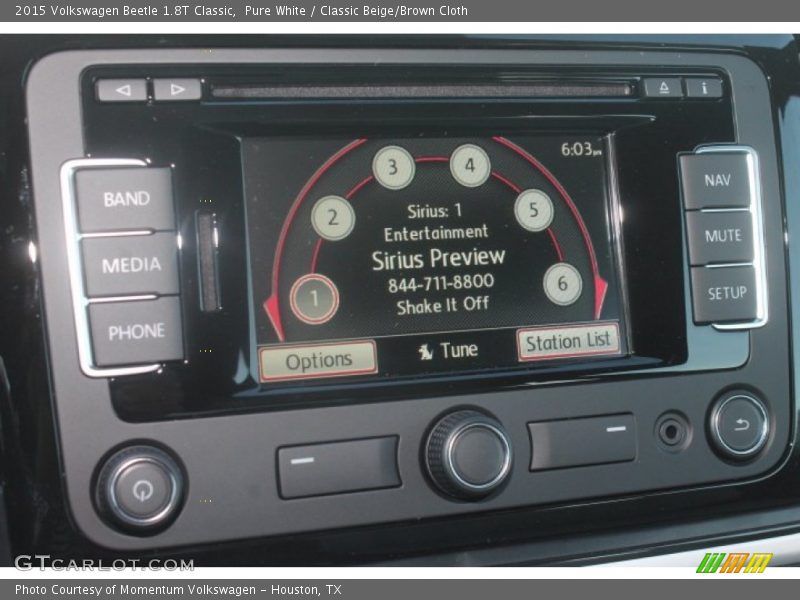 2015 Volkswagen Beetle 1.8T Classic,  Pure White / Classic Beige/Brown Cloth
i
6:03 pm
3
4
2
5
1
6
Sirius: 1
Entertainment
Sirius Preview
844-711-8800
Shake It Off
Options
Tune
Station List
BAND
MEDIA
PHONE
NAV
MUTE
SETUP
GTCARLOT.COM
Photo Courtesy of Momentum Volkswagen - Houston, TX